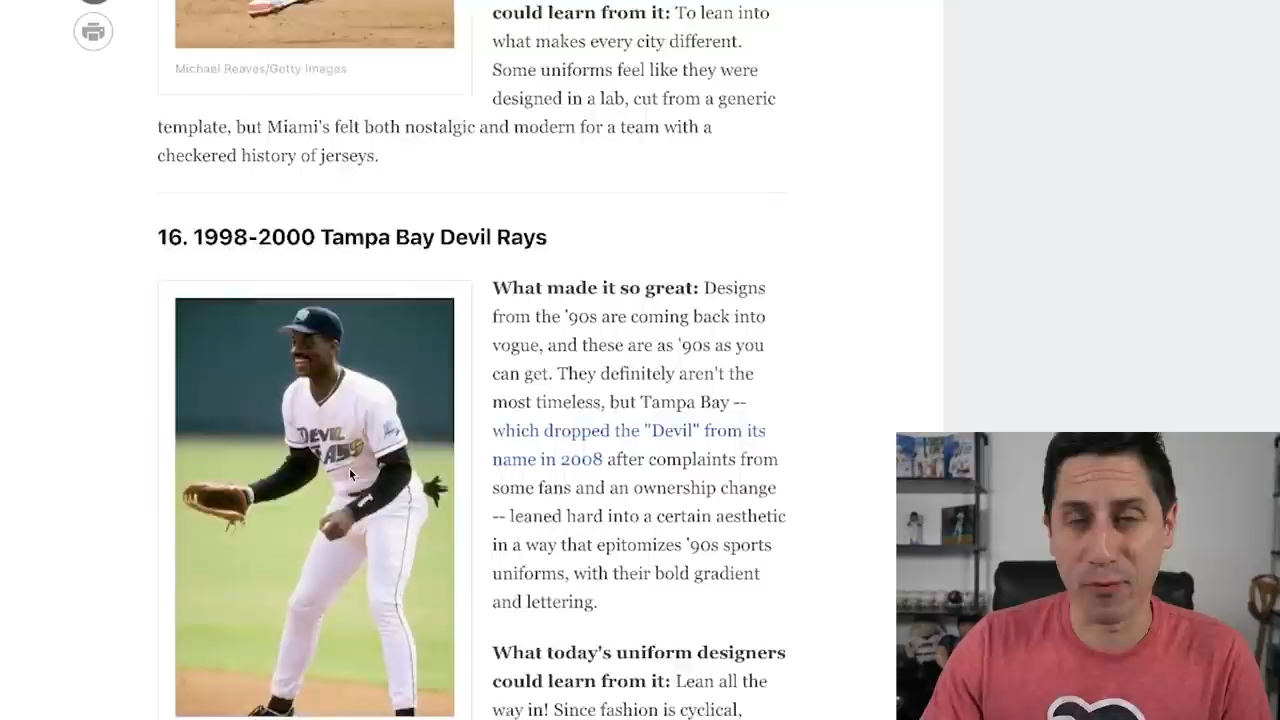 could learn from it: To lean into
what makes every city different.
Some uniforms feel like they were
designed in a lab, cut from a generic
Michael Reaves/Getty Images
template, but Miami's felt both nostalgic and modern for a team with a
checkered history of jerseys.
16. 1998-2000 Tampa Bay Devil Rays
What made it so great: Designs
from the '90s are coming back into
vogue, and these are as '90s as you
can get. They definitely aren't the
most timeless, but Tampa Bay --
which dropped the "Devil" from its
name in 2008 after complaints from
some fans and an ownership change
-- leaned hard into a certain aesthetic
in a way that epitomizes '90s sports
uniforms, with their bold gradient
and lettering.
What today's uniform designers
could learn from it: Lean all the
way in! Since fashion is cyclical,
DEVIL
RAYS